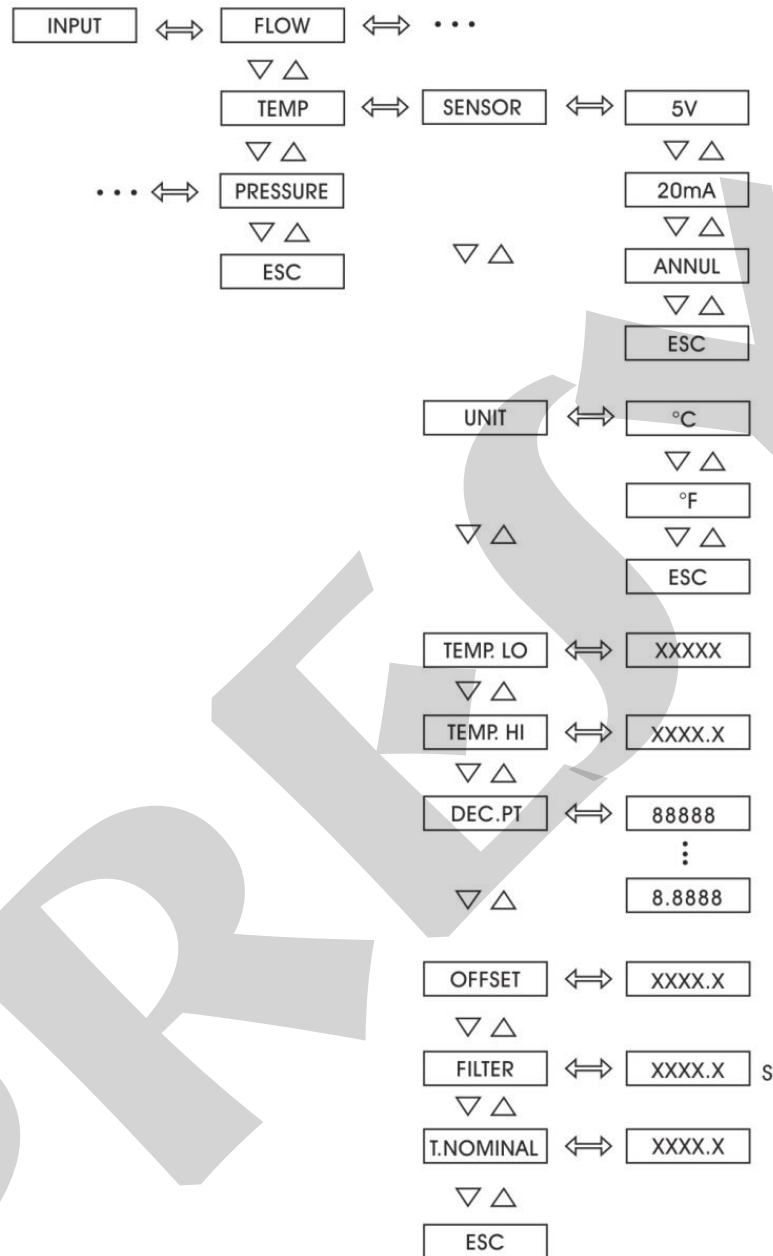 INPUT FLOW • • •
TEMP SENSOR 5V
• • • PRESSURE 20mA
ESC ANNUL
ESC
UNIT °C
°F
ESC
TEMP. LO XXXXX
TEMP. HI XXXX.X
DEC.PT 88888
8.8888
OFFSET XXXX.X
FILTER XXXX.X S
T.NOMINAL XXXX.X
ESC